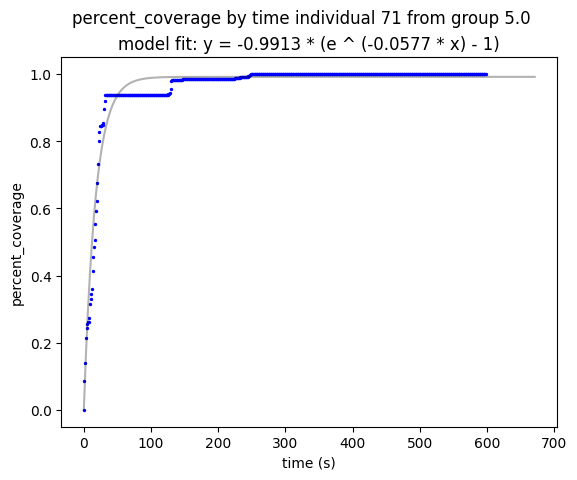 percent_coverage by time individual 71 from group 5.0
model fit: y = -0.9913 * (e ^ (-0.0577 * x) - 1)
1.0
0.8
0.6
0.4
0.2
0.0
percent_coverage
0 100 200 300 400 500 600 700
time (s)